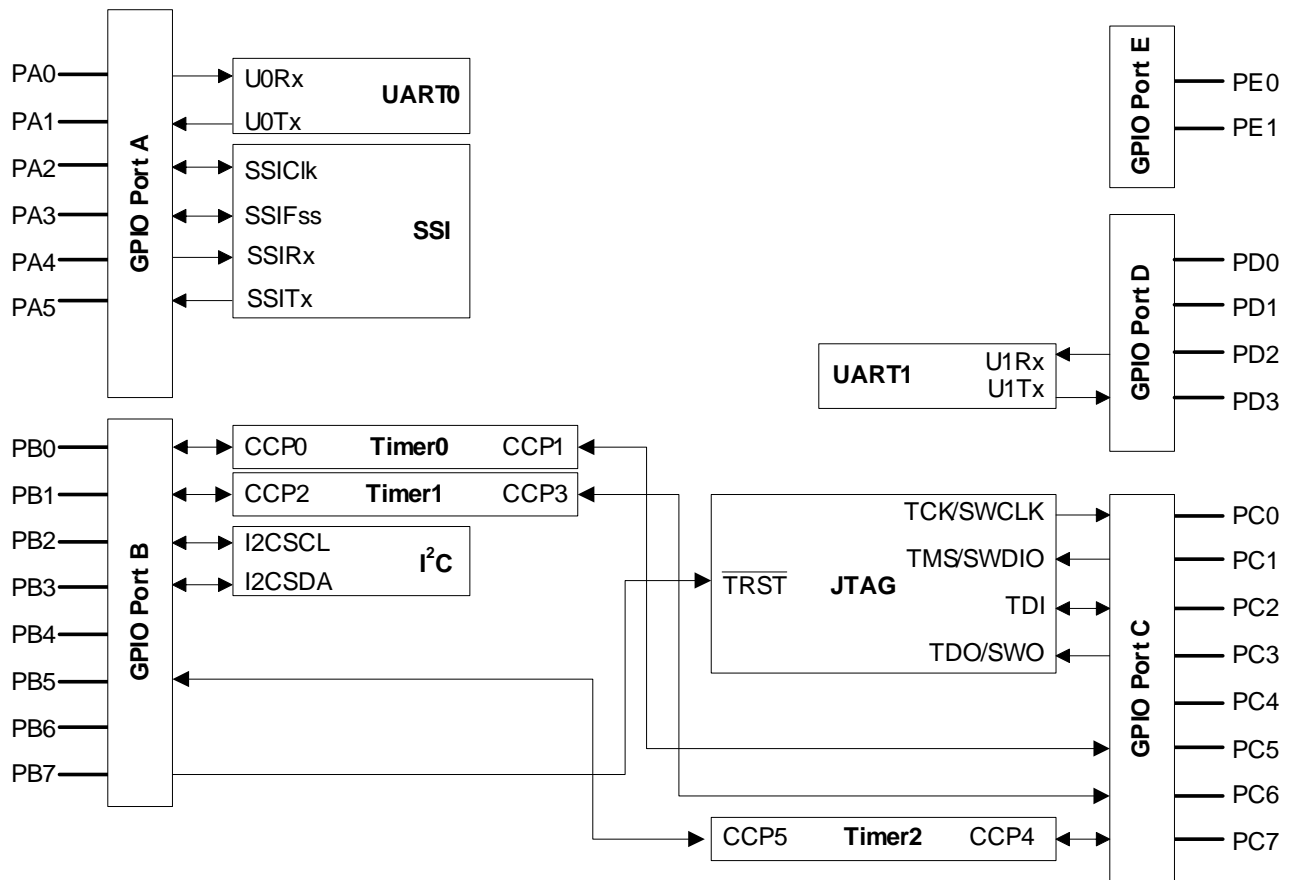 PA0
PA1
PA2
PA3
PA4
PA5
GPIO Port A
U0Rx
U0Tx
UART0
SSIClk
SSIFss
SSIRx
SSITx
SSI
GPIO Port E
PE0
PE1
GPIO Port D
PD0
PD1
PD2
PD3
UART1
U1Rx
U1Tx
PB0
PB1
PB2
PB3
PB4
PB5
PB6
PB7
GPIO Port B
CCP0 Timer0 CCP1
CCP2 Timer1 CCP3
I2CSCL
I2CSDA
I²C
TRST
JTAG
TCK/SWCLK
TMS/SWDIO
TDI
TDO/SWO
GPIO Port C
PC0
PC1
PC2
PC3
PC4
PC5
PC6
PC7
CCP5 Timer2 CCP4